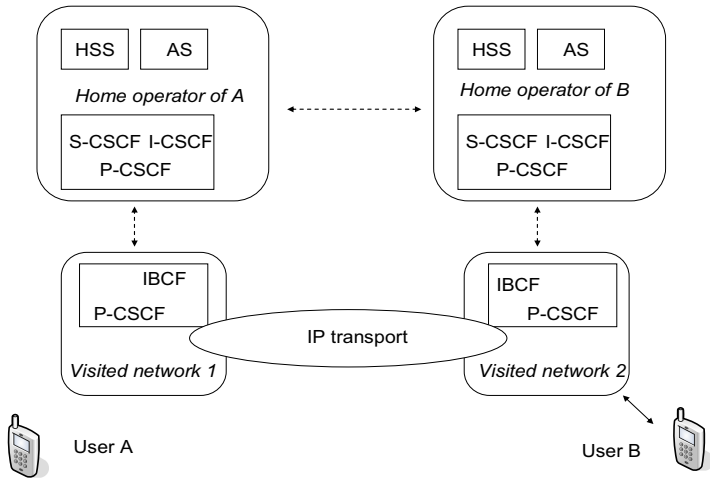 HSS
AS
Home operator of A
S-CSCF I-CSCF
P-CSCF
HSS
AS
Home operator of B
S-CSCF I-CSCF
P-CSCF
IBCF
P-CSCF
Visited network 1
IP transport
IBCF
P-CSCF
Visited network 2
User A
User B